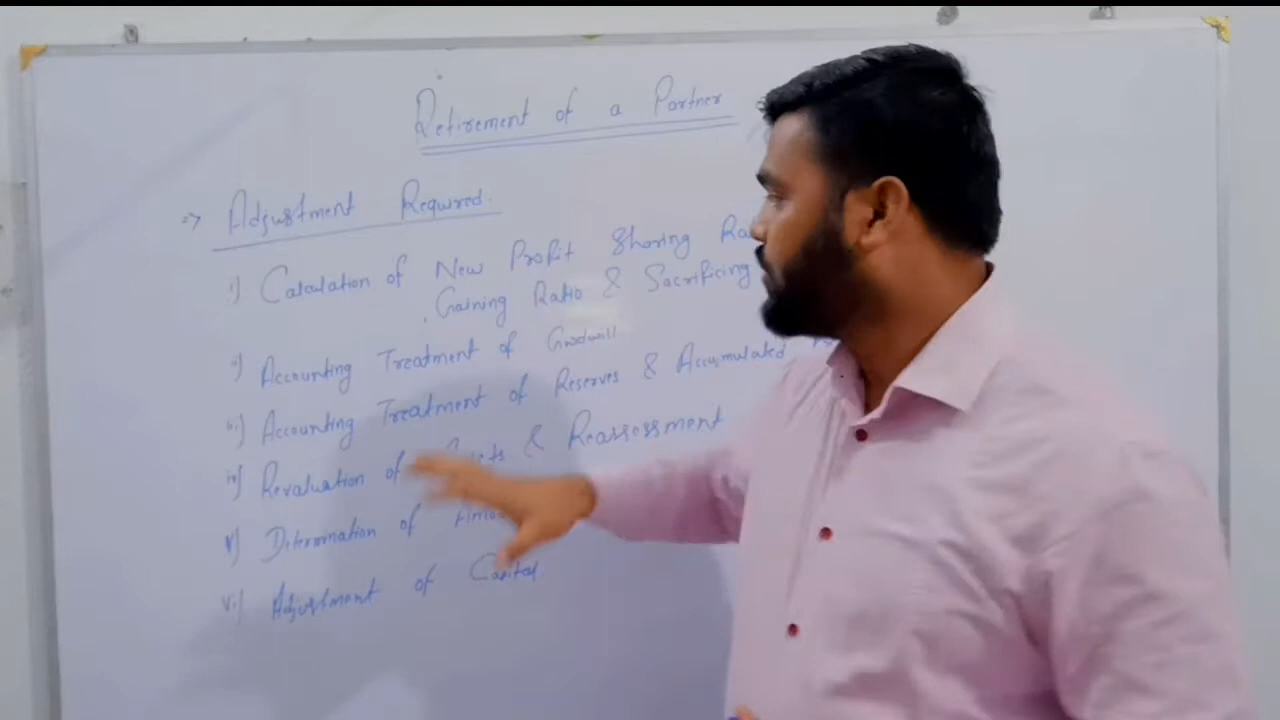 Retirement of a Partner
=> Adjustment Required.
i) Calculation of New Profit Sharing Ra
Gaining Ratio & Sacrificing
ii) Accounting Treatment of Goodwill
iii) Accounting Treatment of Reserves & Accumulated
iv) Revaluation of & Reassessment
v) Determination of
vi) Adjustment of Capital